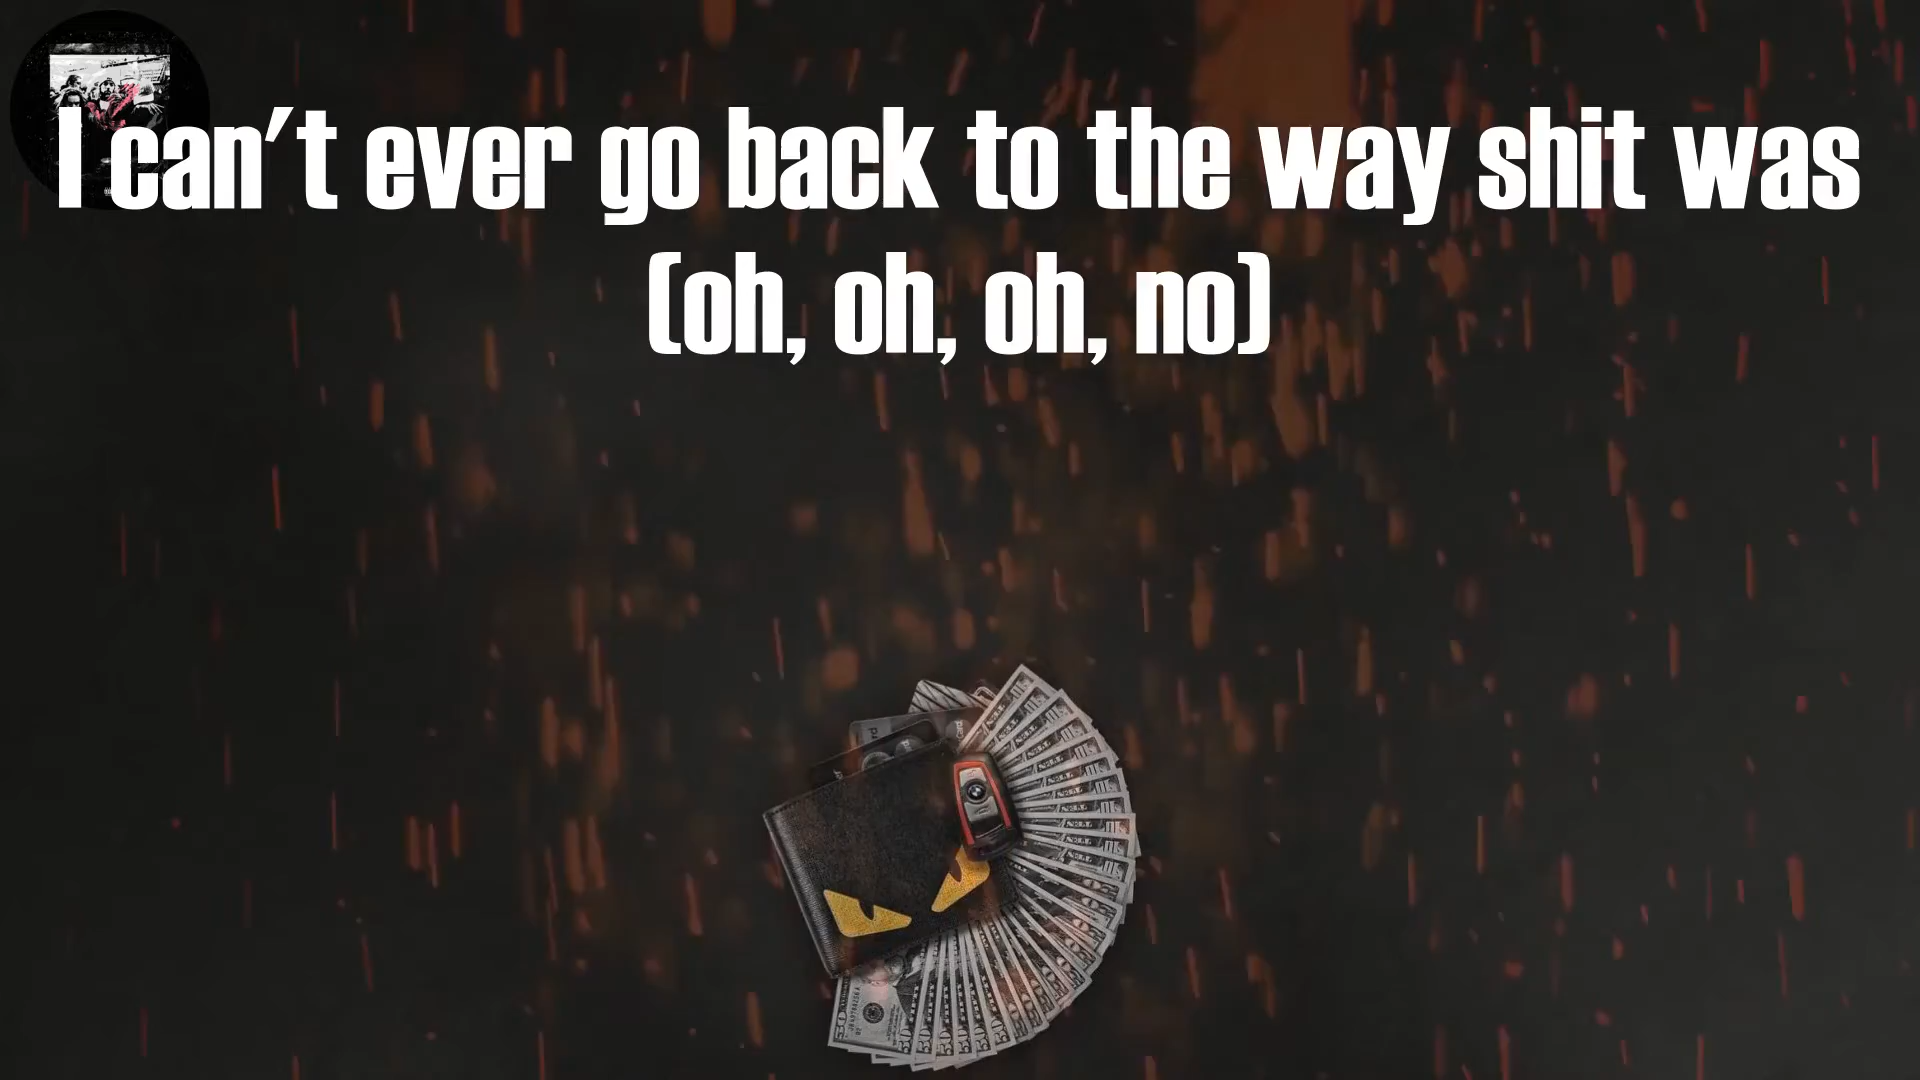 I can't ever go back to the way shit was
(oh, oh, oh, no)